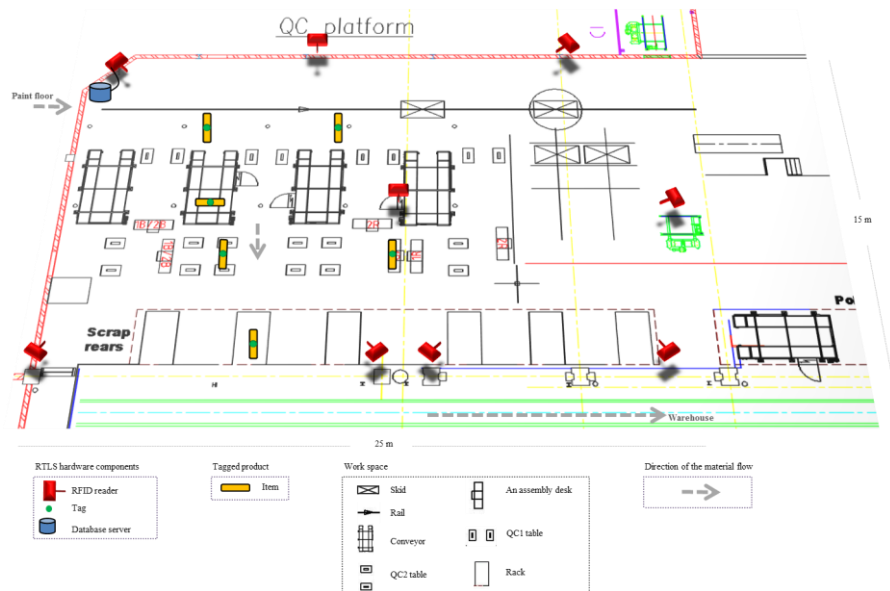 QC platform
C1
Paint floor
15 m
Scrap
rears
Po
Warehouse
25 m
RTLS hardware components
RFID reader
Tag
Database server
Tagged product
Item
Work space
Skid
Rail
Conveyor
QC2 table
An assembly desk
QC1 table
Rack
Direction of the material flow